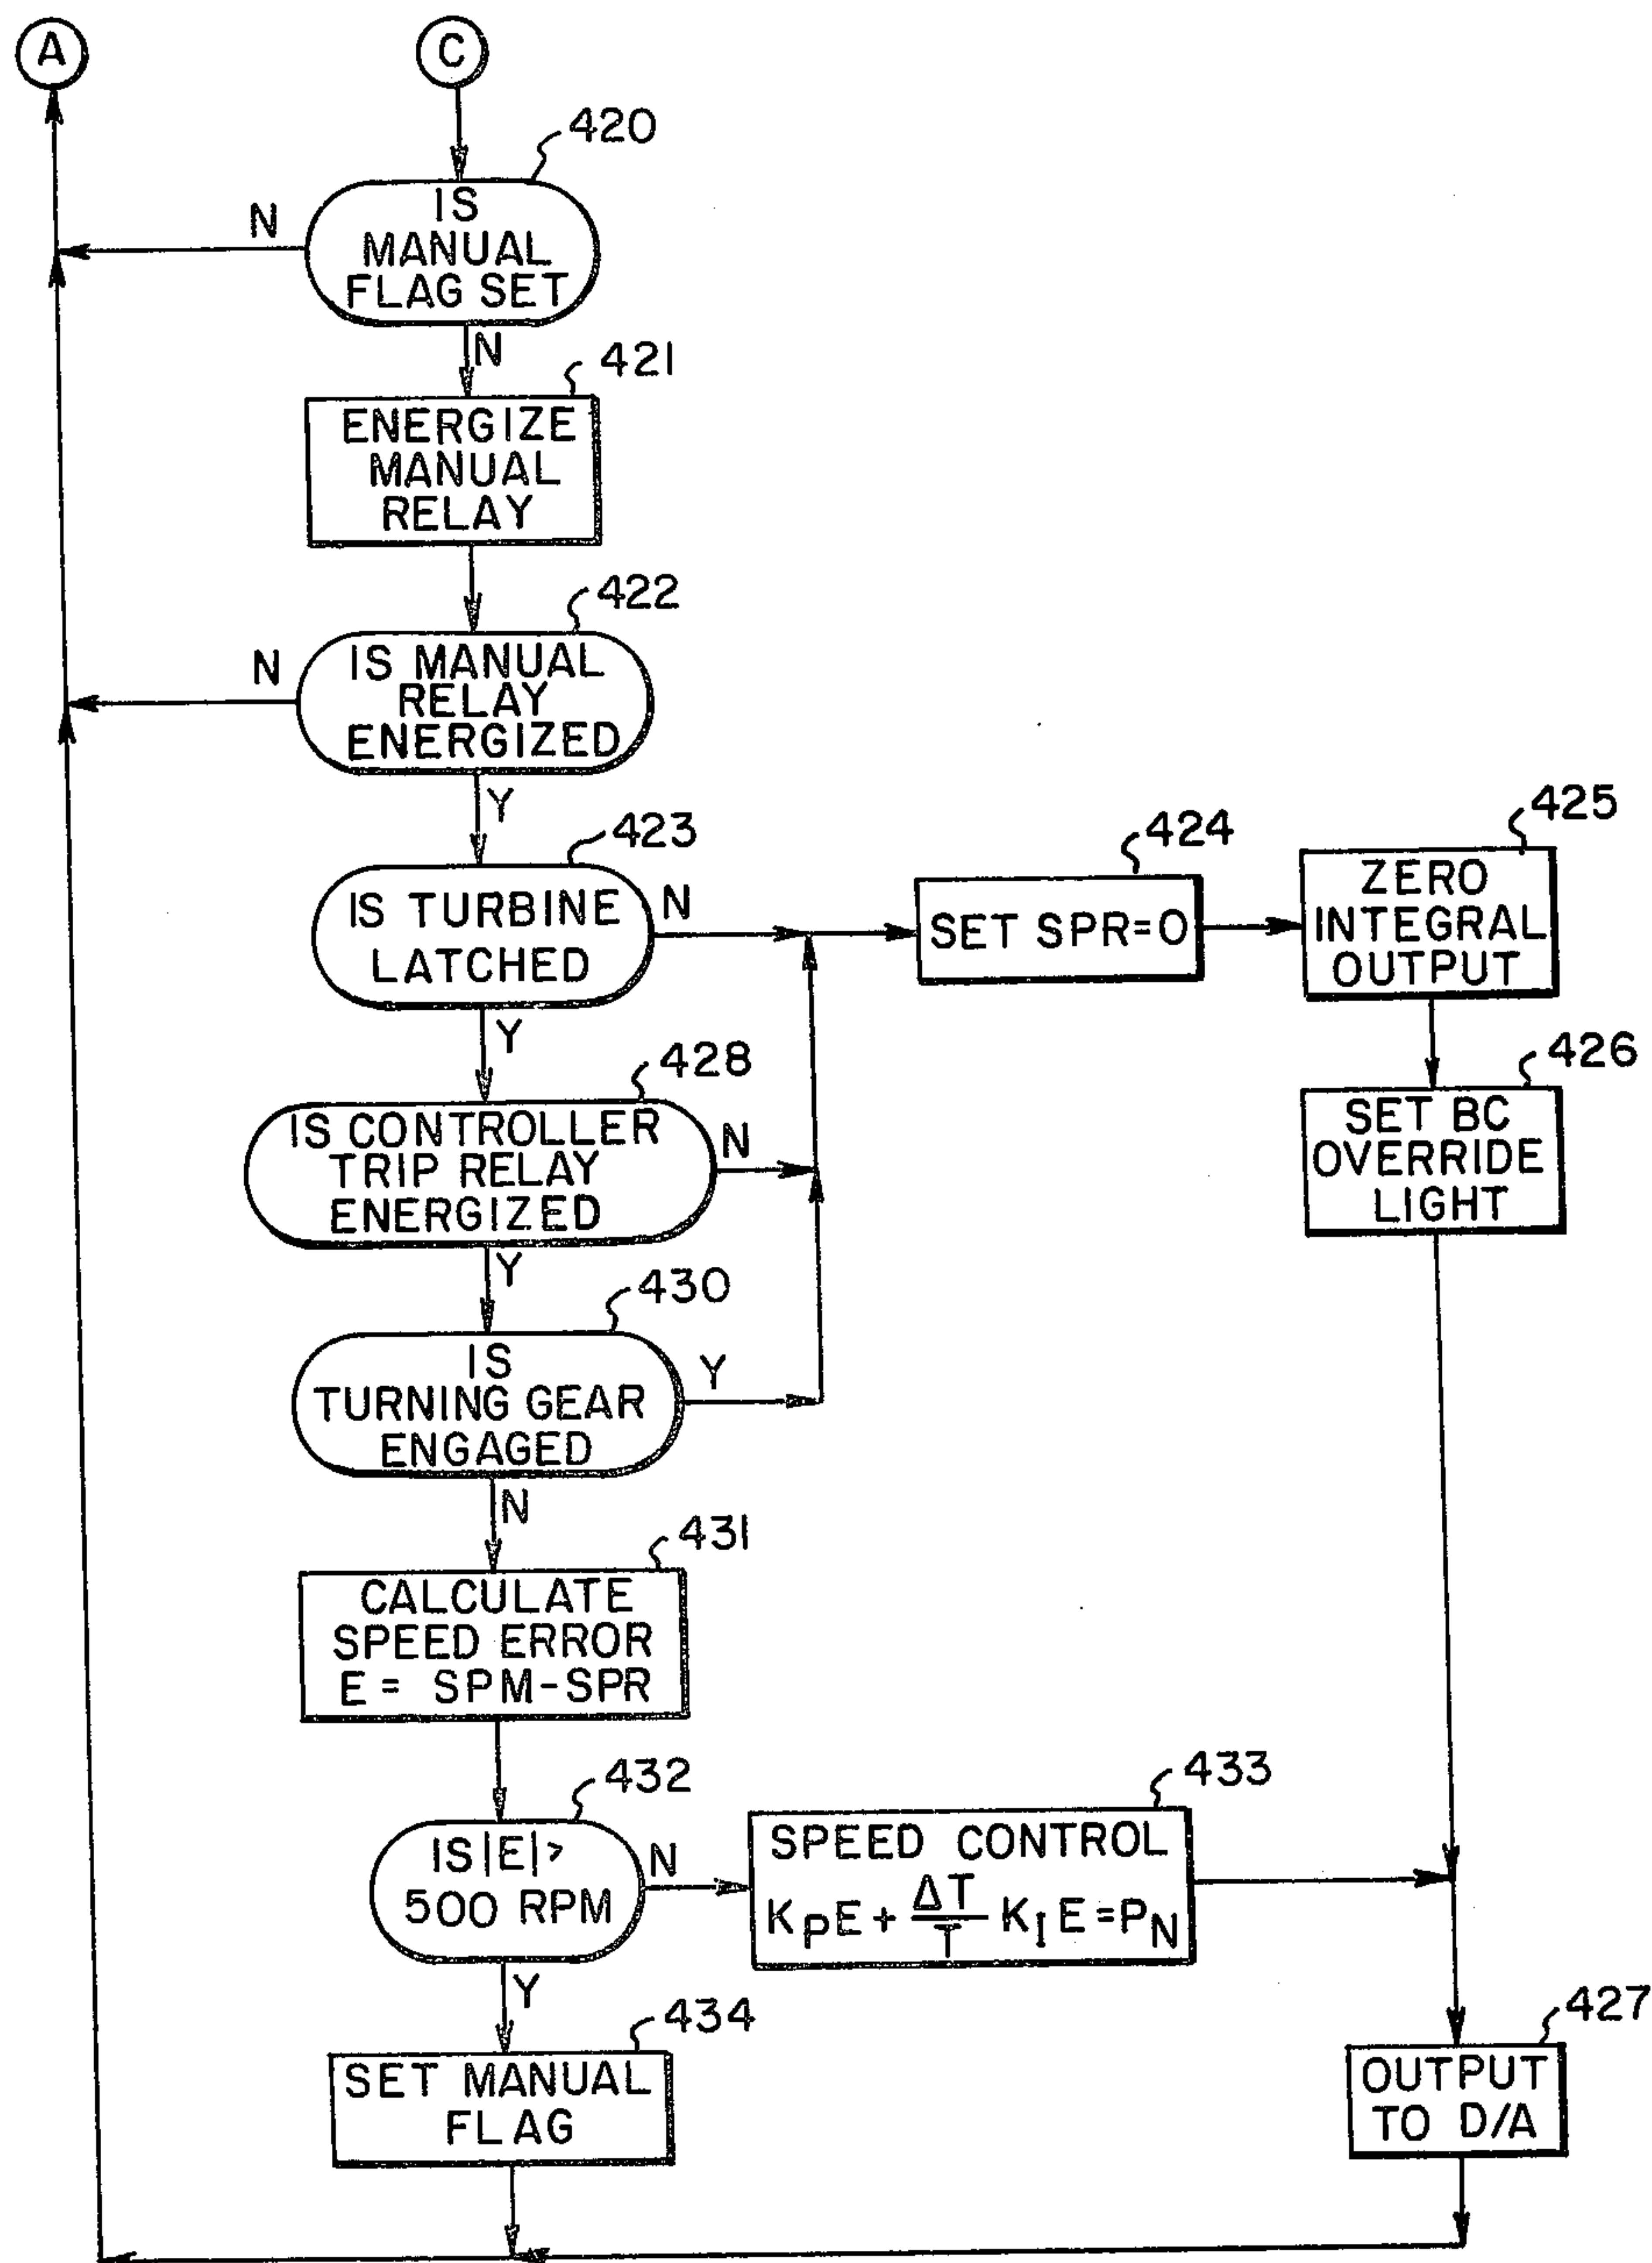 A
C
420
IS
MANUAL
FLAG SET
N
N
421
ENERGIZE
MANUAL
RELAY
422
IS MANUAL
RELAY
ENERGIZED
N
Y
423
IS TURBINE
LATCHED
N
Y
424
SET SPR=0
425
ZERO
INTEGRAL
OUTPUT
426
SET BC
OVERRIDE
LIGHT
428
IS CONTROLLER
TRIP RELAY
ENERGIZED
N
Y
430
IS
TURNING GEAR
ENGAGED
Y
N
431
CALCULATE
SPEED ERROR
E = SPM-SPR
432
IS |E| >
500 RPM
N
Y
433
SPEED CONTROL
K_P E + ΔT/T K_I E = P_N
434
SET MANUAL
FLAG
427
OUTPUT
TO D/A